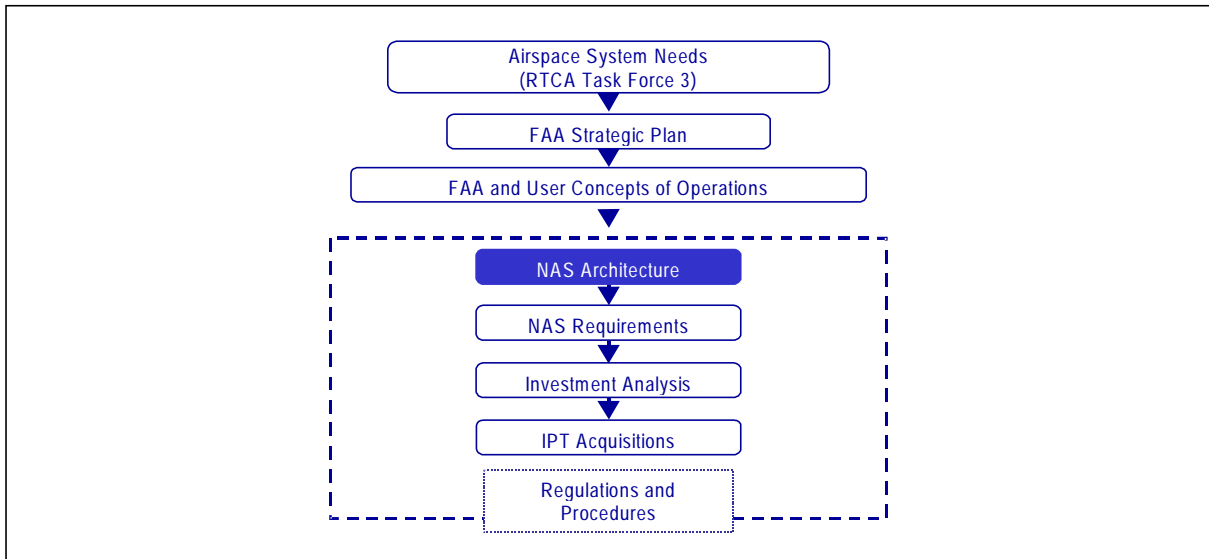 Airspace System Needs
(RTCA Task Force 3)
FAA Strategic Plan
FAA and User Concepts of Operations
NAS Architecture
NAS Requirements
Investment Analysis
IPT Acquisitions
Regulations and
Procedures